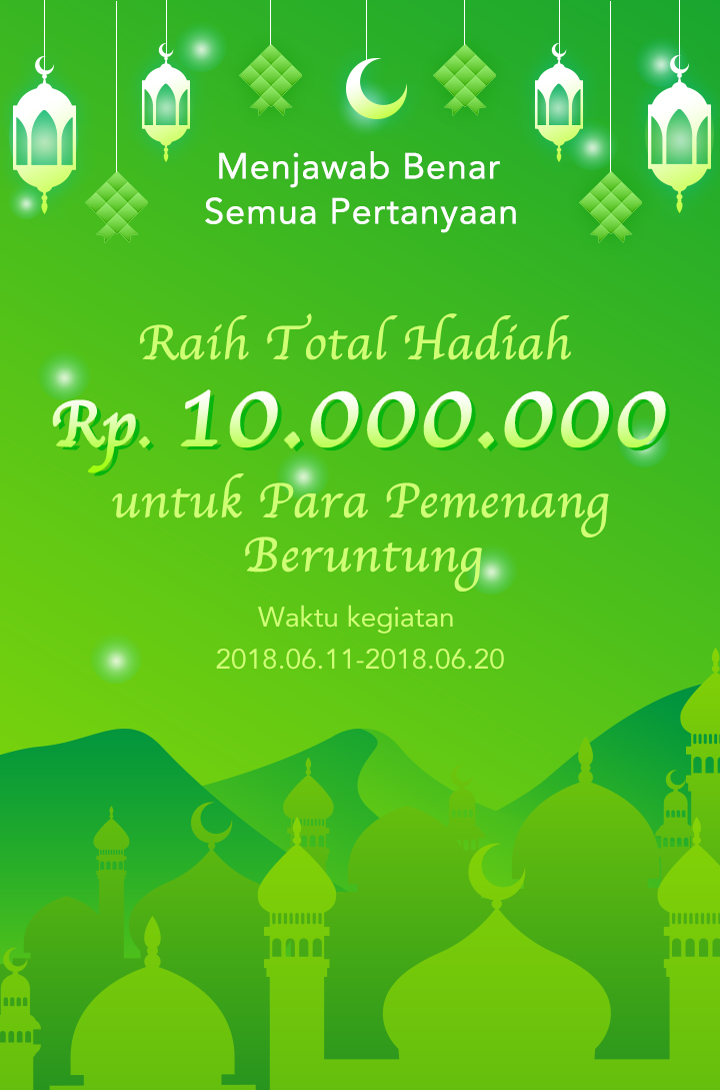 Menjawab Benar
Semua Pertanyaan
Raih Total Hadiah
Rp. 10.000.000
untuk Para Pemenang
Beruntung
Waktu kegiatan
2018.06.11-2018.06.20